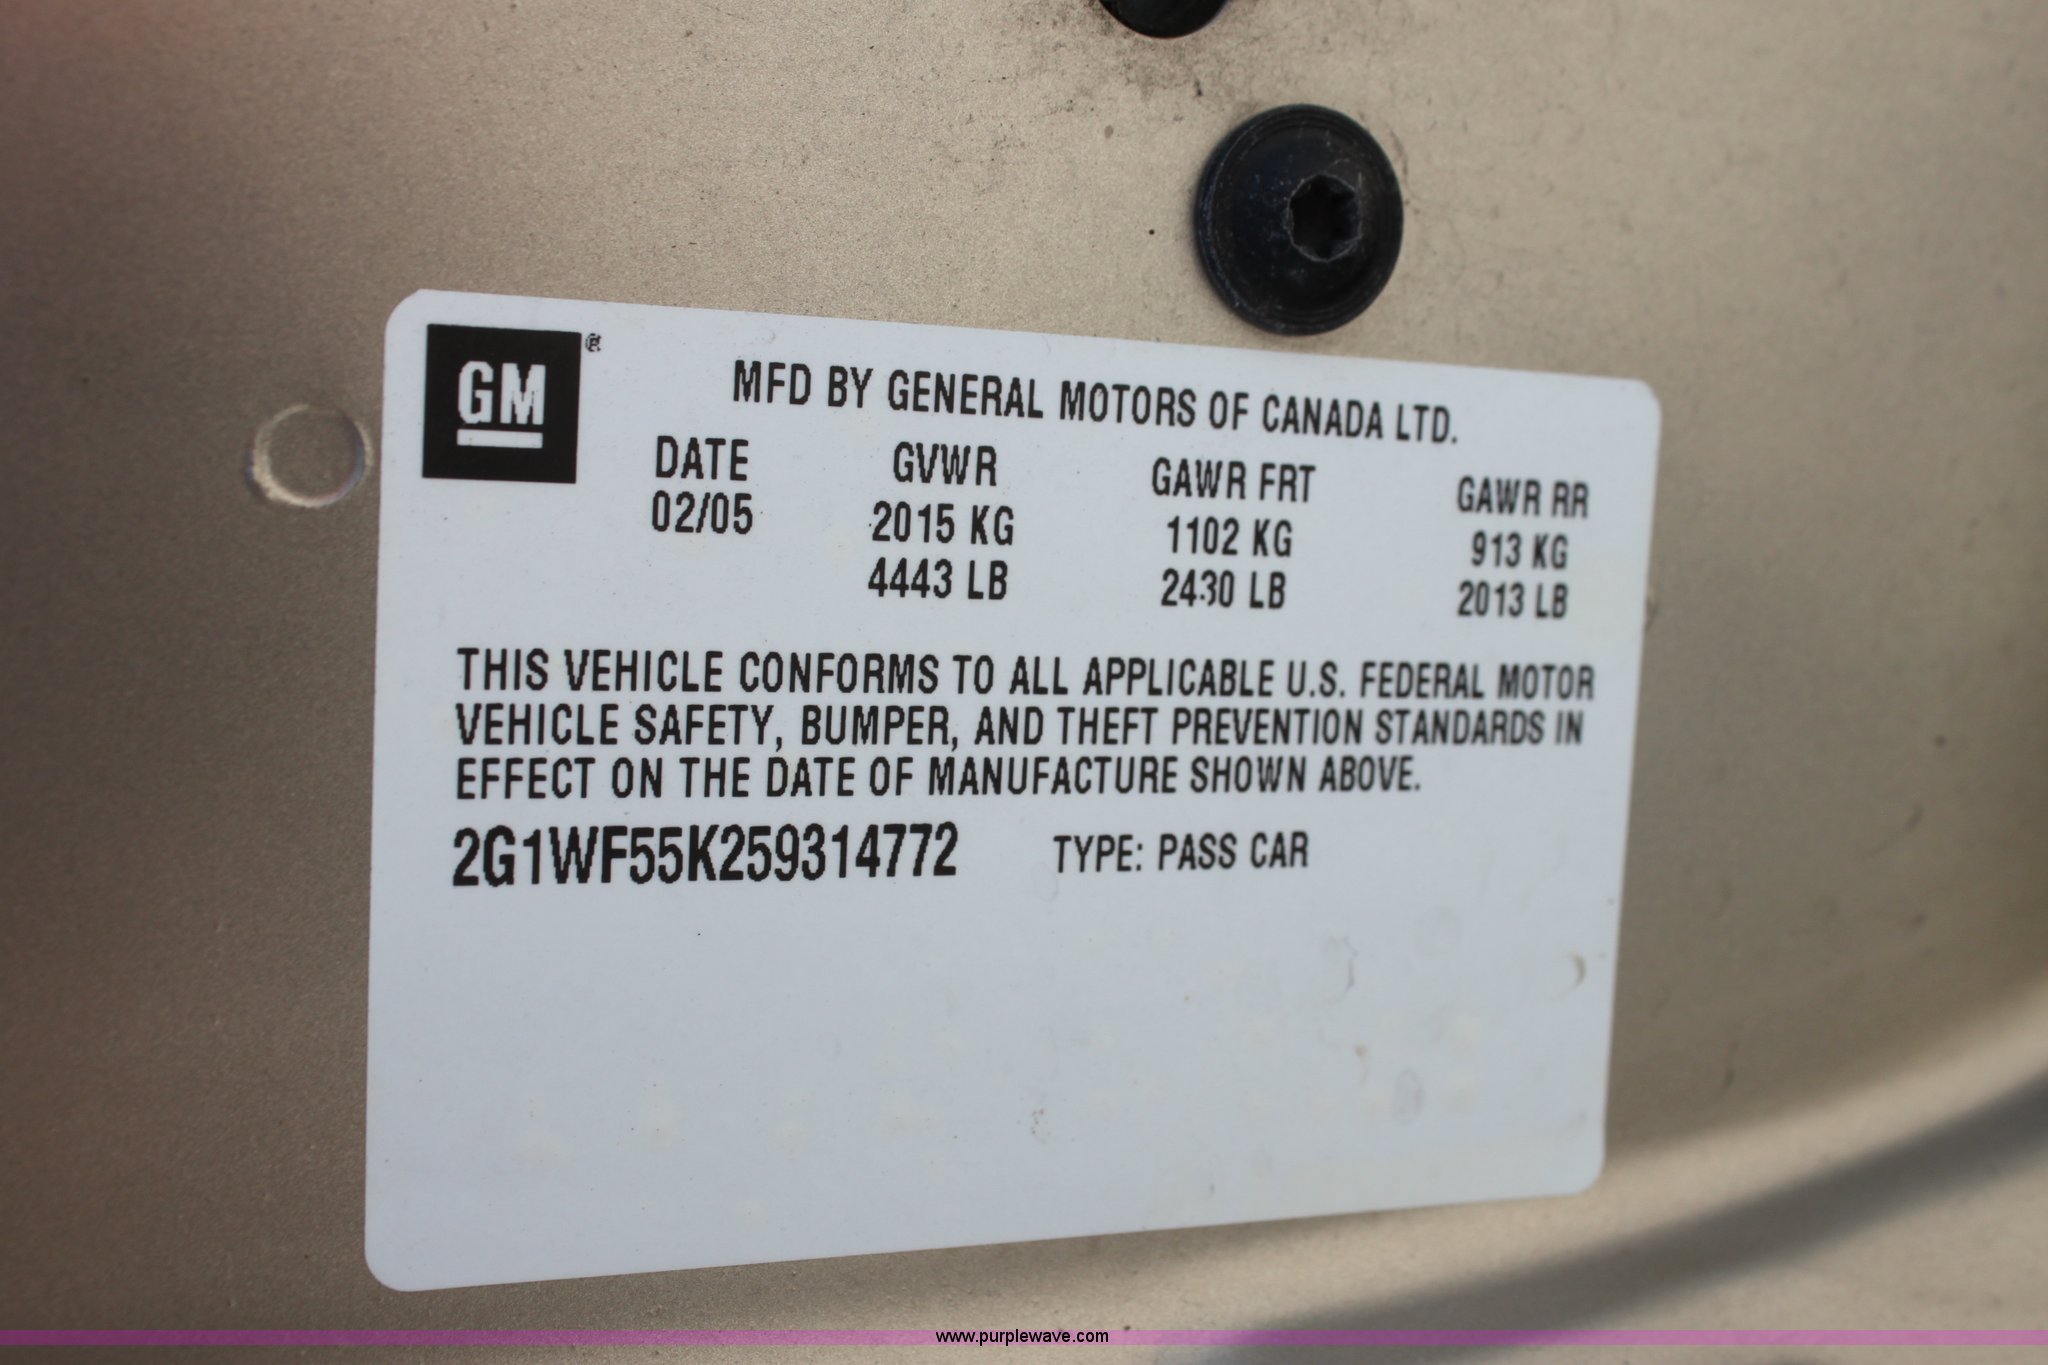 GM ®
MFD BY GENERAL MOTORS OF CANADA LTD.
DATE GVWR GAWR FRT GAWR RR
02/05 2015 KG 1102 KG 913 KG
4443 LB 2430 LB 2013 LB
THIS VEHICLE CONFORMS TO ALL APPLICABLE U.S. FEDERAL MOTOR
VEHICLE SAFETY, BUMPER, AND THEFT PREVENTION STANDARDS IN
EFFECT ON THE DATE OF MANUFACTURE SHOWN ABOVE.
2G1WF55K259314772 TYPE: PASS CAR
www.purplewave.com